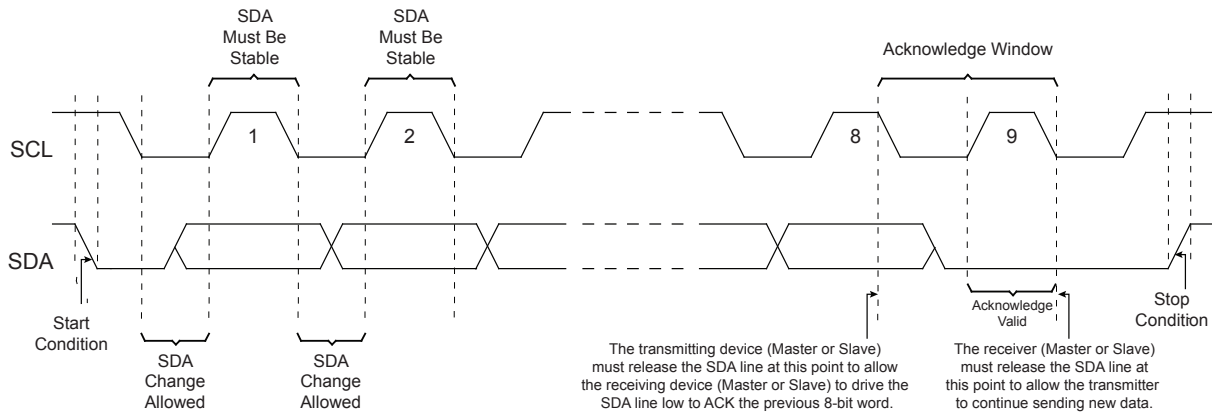 SDA
Must Be
Stable
SDA
Must Be
Stable
Acknowledge Window
SCL
1
2
8
9
SDA
Start
Condition
SDA
Change
Allowed
SDA
Change
Allowed
Acknowledge
Valid
Stop
Condition
The transmitting device (Master or Slave)
must release the SDA line at this point to allow
the receiving device (Master or Slave) to drive the
SDA line low to ACK the previous 8-bit word.
The receiver (Master or Slave)
must release the SDA line at
this point to allow the transmitter
to continue sending new data.